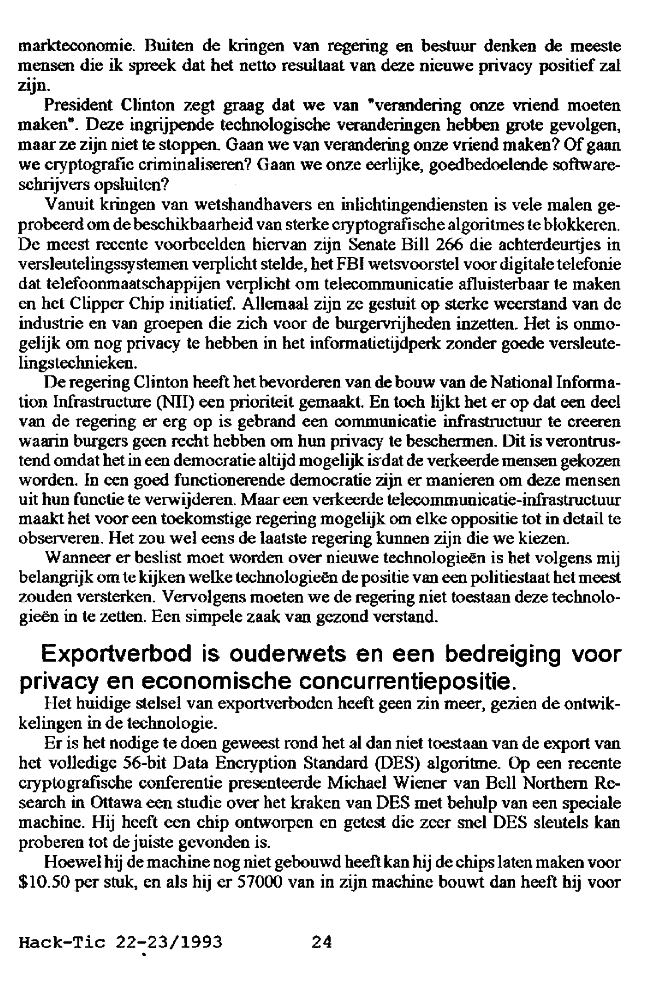 markteconomie. Buiten de kringen van regering en bestuur denken de meeste
mensen die ik spreek dat het netto resultaat van deze nieuwe privacy positief zal
zijn.
President Clinton zegt graag dat we van "verandering onze vriend moeten
maken". Deze ingrijpende technologische veranderingen hebben grote gevolgen,
maar ze zijn niet te stoppen. Gaan we van verandering onze vriend maken? Of gaan
we cryptografie criminaliseren? Gaan we onze eerlijke, goedbedoelende software-
schrijvers opsluiten?
Vanuit kringen van wetshandhavers en inlichtingendiensten is vele malen ge-
probeerd om de beschikbaarheid van sterke cryptografische algoritmes te blokkeren.
De meest recente voorbeelden hiervan zijn Senate Bill 266 die achterdeurtjes in
versleutelingssystemen verplicht stelde, het FBI wetsvoorstel voor digitale telefonie
dat telefoonmaatschappijen verplicht om telecommunicatie afluisterbaar te maken
en het Clipper Chip initiatief. Allemaal zijn ze gestuit op sterke weerstand van de
industrie en van groepen die zich voor de burgervrijheden inzetten. Het is onmo-
gelijk om nog privacy te hebben in het informatietijdperk zonder goede versleute-
lingstechnieken.
De regering Clinton heeft het bevorderen van de bouw van de National Informa-
tion Infrastructure (NII) een prioriteit gemaakt. En toch lijkt het er op dat een deel
van de regering er erg op is gebrand een communicatie infrastructuur te creeren
waarin burgers geen recht hebben om hun privacy te beschermen. Dit is verontrus-
tend omdat het in een democratie altijd mogelijk is dat de verkeerde mensen gekozen
worden. In een goed functionerende democratie zijn er manieren om deze mensen
uit hun functie te verwijderen. Maar een verkeerde telecommunicatie-infrastructuur
maakt het voor een toekomstige regering mogelijk om elke oppositie tot in detail te
observeren. Het zou wel eens de laatste regering kunnen zijn die we kiezen.
Wanneer er beslist moet worden over nieuwe technologieën is het volgens mij
belangrijk om te kijken welke technologieën de positie van een politiestaat het meest
zouden versterken. Vervolgens moeten we de regering niet toestaan deze technolo-
gieën in te zetten. Een simpele zaak van gezond verstand.
Exportverbod is ouderwets en een bedreiging voor
privacy en economische concurrentiepositie.
Het huidige stelsel van exportverboden heeft geen zin meer, gezien de ontwik-
kelingen in de technologie.
Er is het nodige te doen geweest rond het al dan niet toestaan van de export van
het volledige 56-bit Data Encryption Standard (DES) algoritme. Op een recente
cryptografische conferentie presenteerde Michael Wiener van Bell Northern Re-
search in Ottawa een studie over het kraken van DES met behulp van een speciale
machine. Hij heeft een chip ontworpen en getest die zeer snel DES sleutels kan
proberen tot de juiste gevonden is.
Hoewel hij de machine nog niet gebouwd heeft kan hij de chips laten maken voor
$10.50 per stuk, en als hij er 57000 van in zijn machine bouwt dan heeft hij voor
Hack-Tic 22-23/1993 24